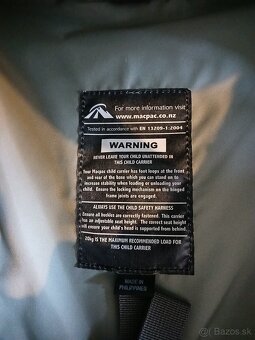 For more information visit
www.macpac.co.nz
Tested in accordance with EN 13209-1:2004
WARNING
NEVER LEAVE YOUR CHILD UNATTENDED IN
THIS CHILD CARRIER
Your Macpac child carrier has foot loops at the front
and rear of the base which you can stand on to
increase stability when loading or unloading your
child. Ensure the locking mechanism on the hinged
frame joints are engaged.
ALWAYS USE THE CHILD SAFETY HARNESS
Ensure all buckles are correctly fastened. This carrier
has an adjustable seat height. The correct seat height
will ensure your child's head is supported from behind.
20kg IS THE MAXIMUM RECOMMENDED LOAD FOR
THIS CHILD CARRIER
MADE IN
PHILIPPINES
bazos.sk